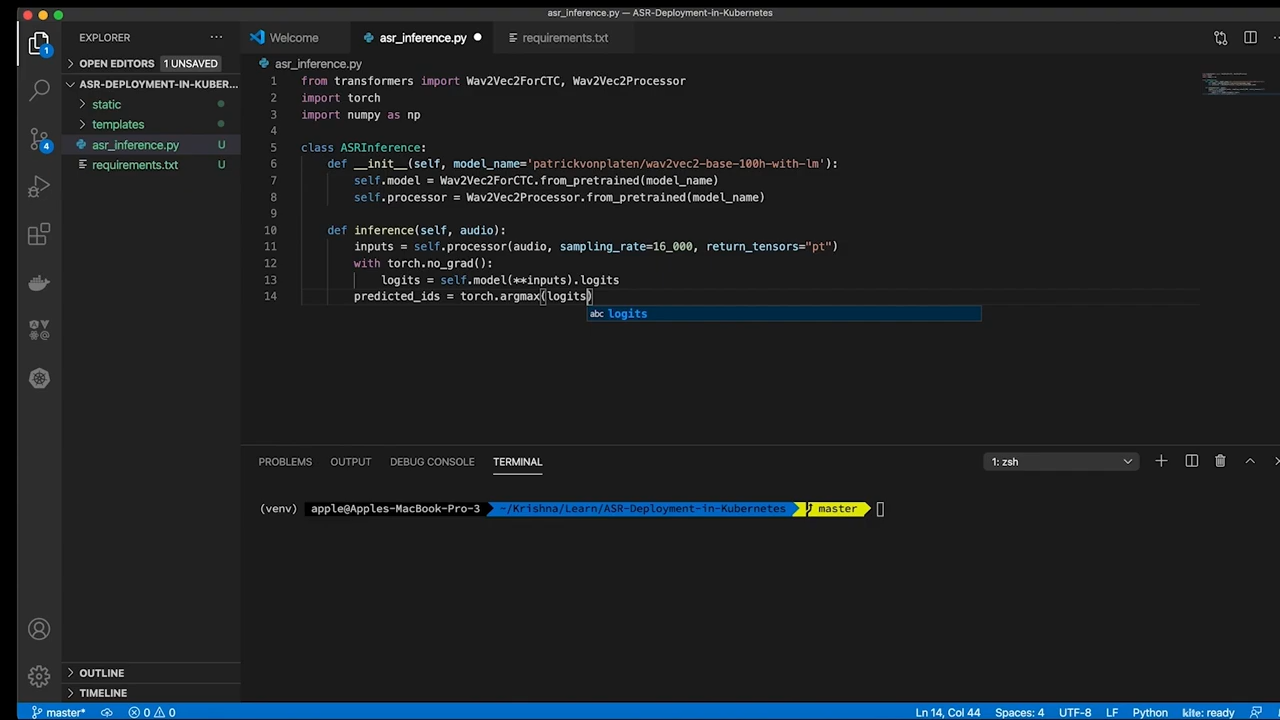 asr_inference.py — ASR-Deployment-in-Kubernetes
EXPLORER
Welcome
asr_inference.py
requirements.txt
OPEN EDITORS
1 UNSAVED
ASR-DEPLOYMENT-IN-KUBER...
static
templates
asr_inference.py U
requirements.txt U
OUTLINE
TIMELINE
1
4
asr_inference.py
1 from transformers import Wav2Vec2ForCTC, Wav2Vec2Processor
2 import torch
3 import numpy as np
4
5 class ASRInference:
6 def __init__(self, model_name='patrickvonplaten/wav2vec2-base-100h-with-lm'):
7 self.model = Wav2Vec2ForCTC.from_pretrained(model_name)
8 self.processor = Wav2Vec2Processor.from_pretrained(model_name)
9
10 def inference(self, audio):
11 inputs = self.processor(audio, sampling_rate=16_000, return_tensors="pt")
12 with torch.no_grad():
13 logits = self.model(**inputs).logits
14 predicted_ids = torch.argmax(logits)
abc logits
PROBLEMS OUTPUT DEBUG CONSOLE TERMINAL
1: zsh
(venv) apple@Apples-MacBook-Pro-3 ~/Krishna/Learn/ASR-Deployment-in-Kubernetes master
master* 0 0 Ln 14, Col 44 Spaces: 4 UTF-8 LF Python kite: ready